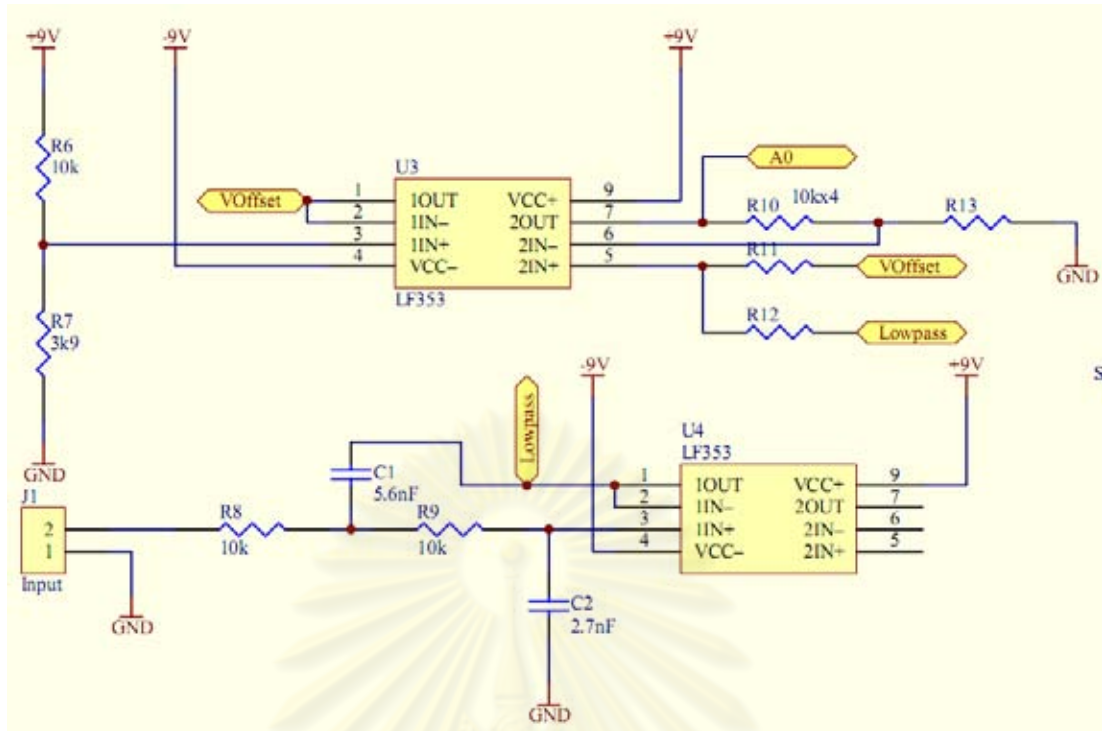 +9V
-9V
+9V
R6
10k
U3
A0
VOffset
1
1OUT
VCC+
9
10kx4
2
1IN-
2OUT
7
R10
R13
3
1IN+
2IN-
6
4
VCC-
2IN+
5
R11
VOffset
GND
LF353
R7
3k9
R12
Lowpass
-9V
+9V
S
Lowpass
U4
LF353
GND
J1
C1
5.6nF
1
1OUT
VCC+
9
2
1IN-
2OUT
7
3
1IN+
2IN-
6
4
VCC-
2IN+
5
2
1
R8
10k
R9
10k
Input
GND
C2
2.7nF
GND